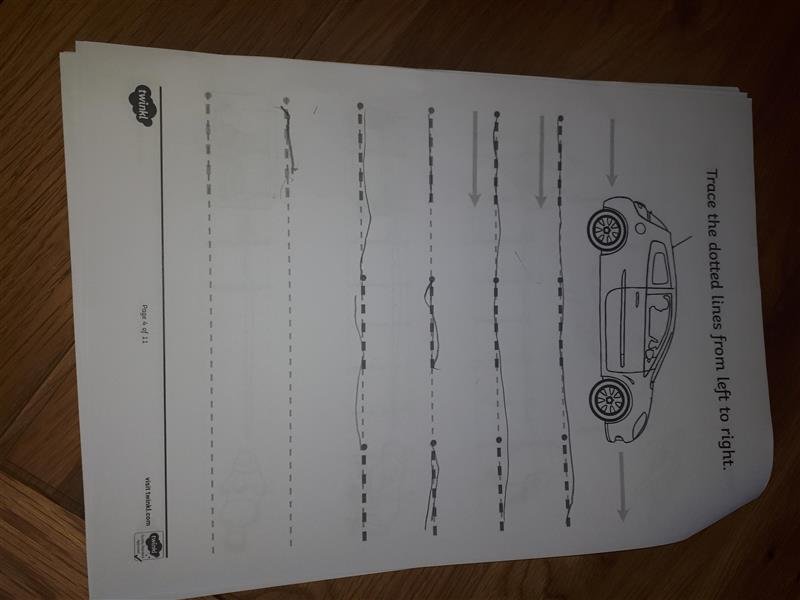 Trace the dotted lines from left to right.
twinkl
Page 4 of 11
visit twinkl.com